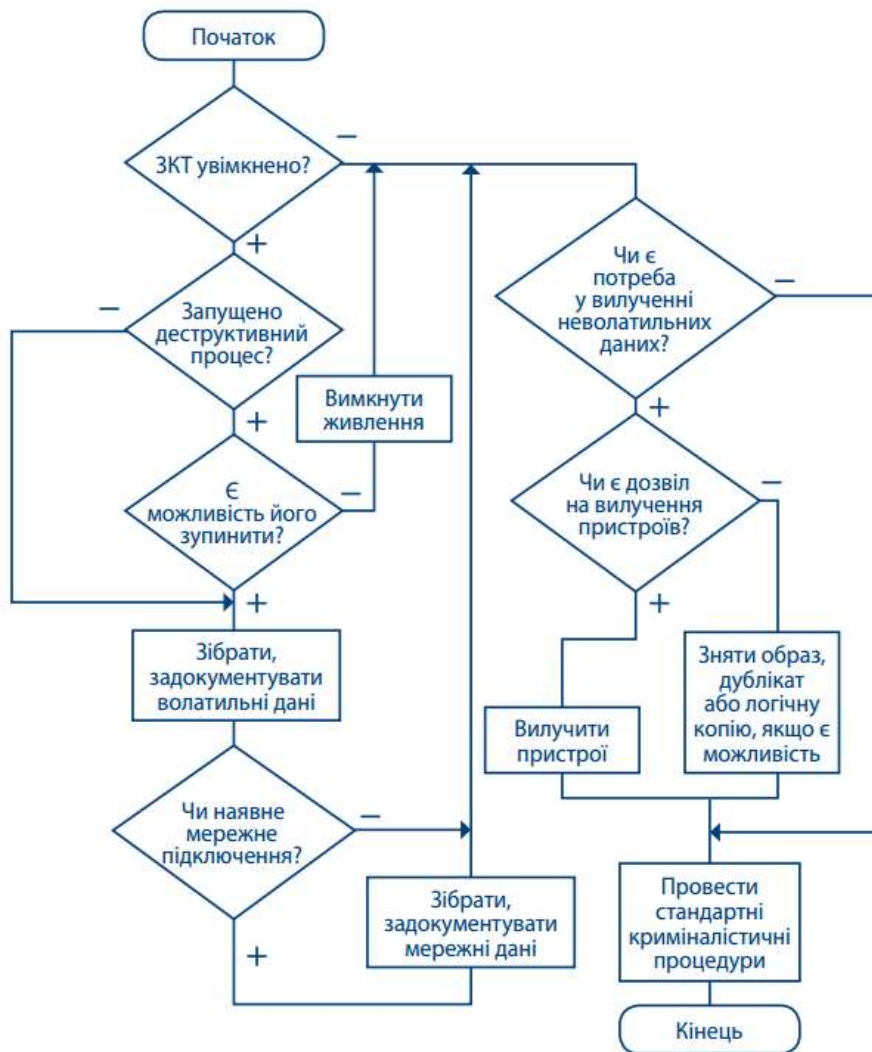 Початок
ЗКТ увімкнено?
−
+
Запущено
деструктивний
процес?
−
+
Є
можливість його
зупинити?
−
+
Вимкнути
живлення
Зібрати,
задокументувати
волатильні дані
Чи наявне
мережне
підключення?
−
+
Зібрати,
задокументувати
мережні дані
Чи є
потреба
у вилученні
неволатильних
даних?
−
+
Чи є дозвіл
на вилучення
пристроїв?
−
+
Вилучити
пристрої
Зняти образ,
дублікат
або логічну
копію, якщо є
можливість
Провести
стандартні
криміналістичні
процедури
Кінець